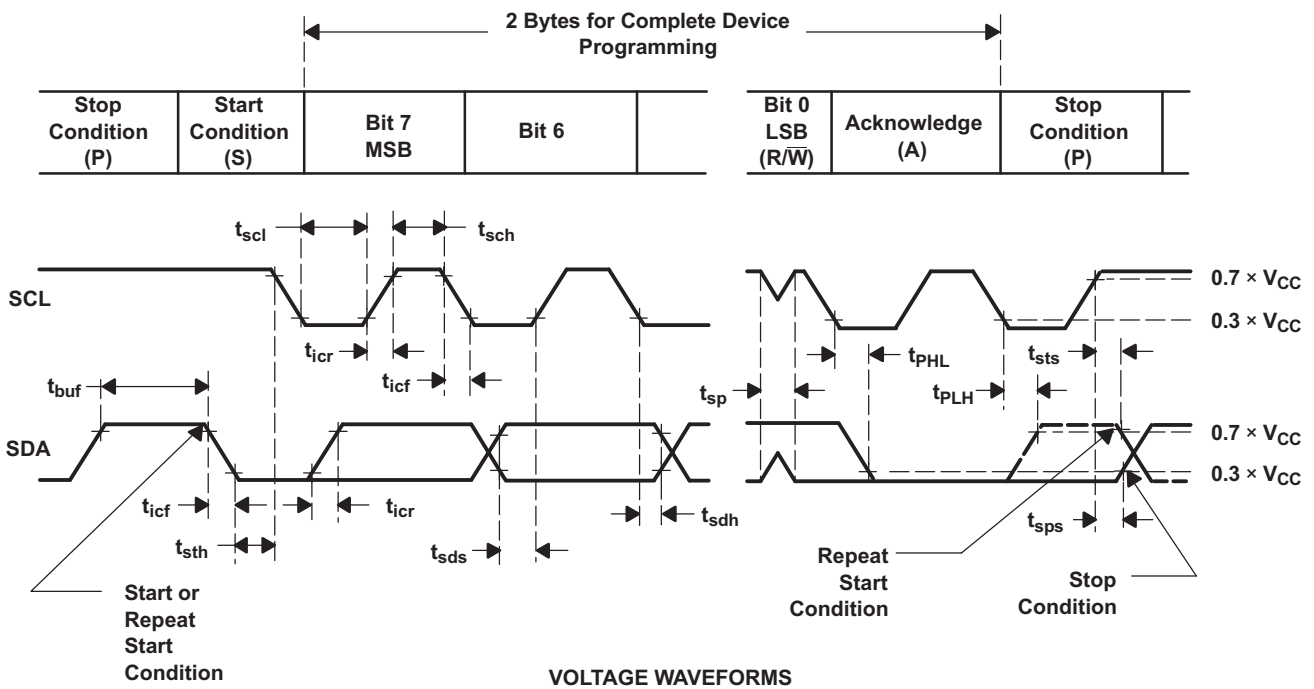 2 Bytes for Complete Device
Programming
Stop
Condition
(P)
Start
Condition
(S)
Bit 7
MSB
Bit 6
Bit 0
LSB
(R/W̅)
Acknowledge
(A)
Stop
Condition
(P)
tscl
tsch
SCL
0.7 × VCC
0.3 × VCC
ticr
ticf
tbuf
tPHL
tsts
tsp
tPLH
SDA
0.7 × VCC
0.3 × VCC
ticf
ticr
tsth
tsds
tsdh
tsps
Start or
Repeat
Start
Condition
Repeat
Start
Condition
Stop
Condition
VOLTAGE WAVEFORMS